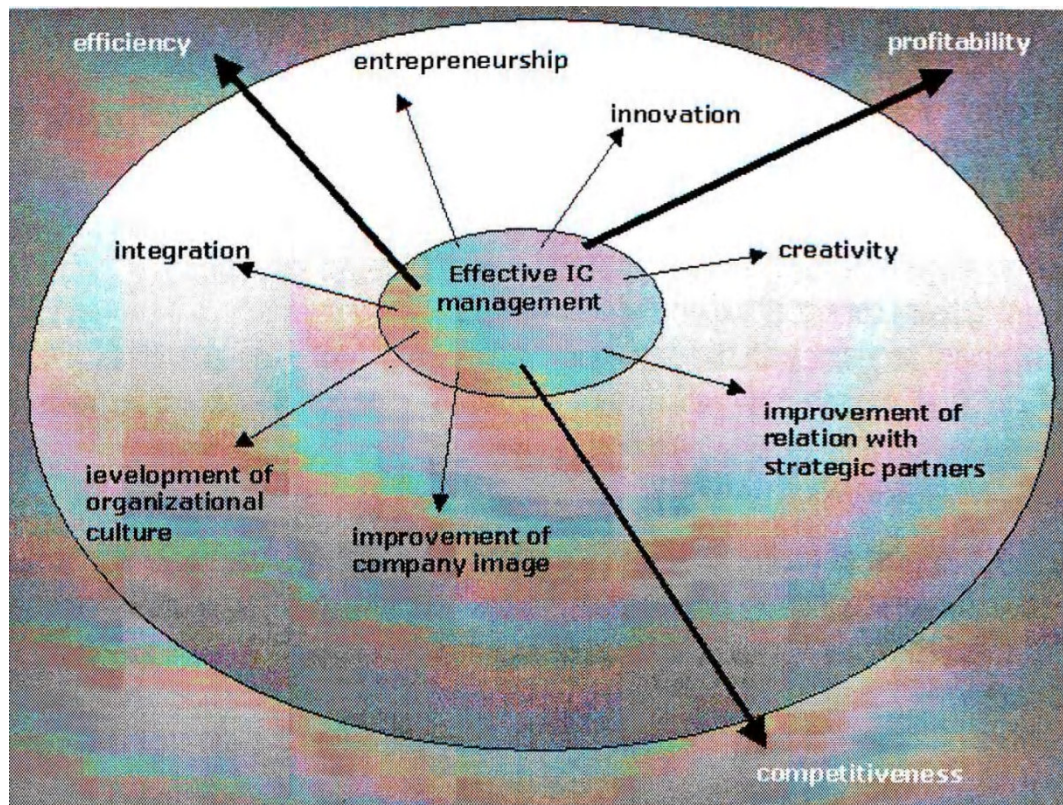 efficiency
profitability
entrepreneurship
innovation
integration
creativity
Effective IC
management
improvement of
relation with
strategic partners
ievelopment of
organizational
culture
improvement of
company image
competitiveness